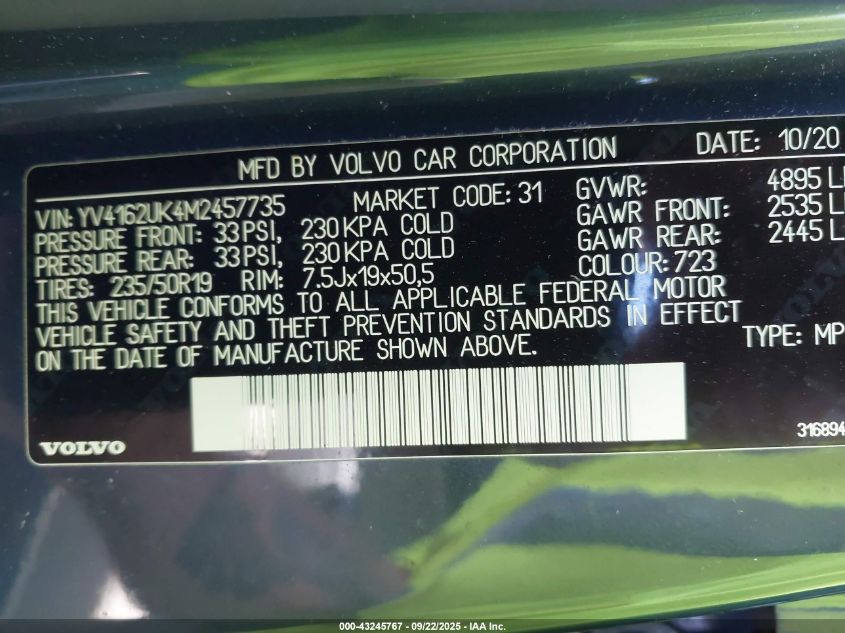 MFD BY VOLVO CAR CORPORATION DATE: 10/20
VIN: YV4162UK4M2457735 MARKET CODE: 31 GVWR: 4895 L
PRESSURE FRONT: 33 PSI, 230 KPA COLD GAWR FRONT: 2535 L
PRESSURE REAR: 33 PSI, 230 KPA COLD GAWR REAR: 2445 L
TIRES: 235/50R19 RIM: 7.5Jx19x50,5 COLOUR: 723
THIS VEHICLE CONFORMS TO ALL APPLICABLE FEDERAL MOTOR
VEHICLE SAFETY AND THEFT PREVENTION STANDARDS IN EFFECT
ON THE DATE OF MANUFACTURE SHOWN ABOVE. TYPE: MP
VOLVO 316894
000-43245767 - 09/22/2025 - IAA Inc.